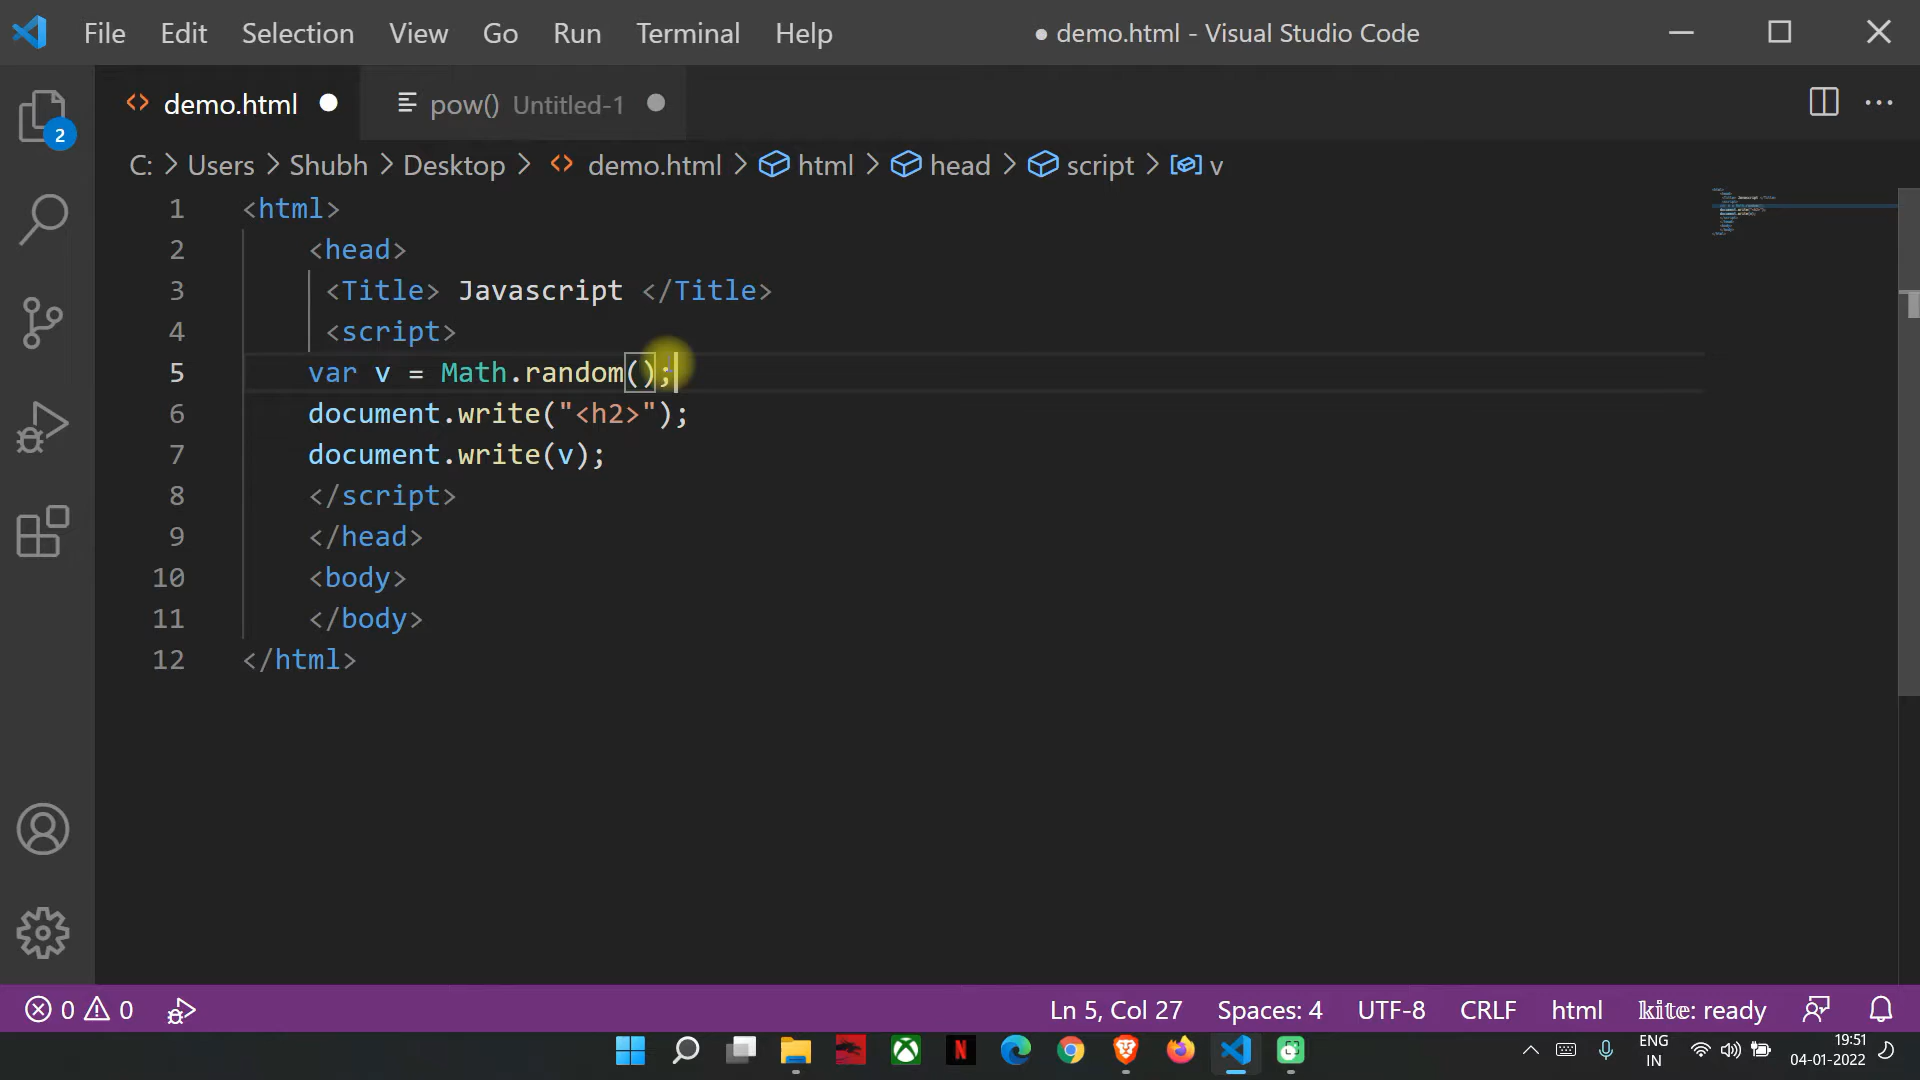 File Edit Selection View Go Run Terminal Help ● demo.html - Visual Studio Code
demo.html pow() Untitled-1
2
C: > Users > Shubh > Desktop > demo.html > html > head > script > v
1 <html>
2 <head>
3 <Title> Javascript </Title>
4 <script>
5 var v = Math.random();
6 document.write("<h2>");
7 document.write(v);
8 </script>
9 </head>
10 <body>
11 </body>
12 </html>
0 0 Ln 5, Col 27 Spaces: 4 UTF-8 CRLF html kite: ready
N ENG
IN
19:51
04-01-2022